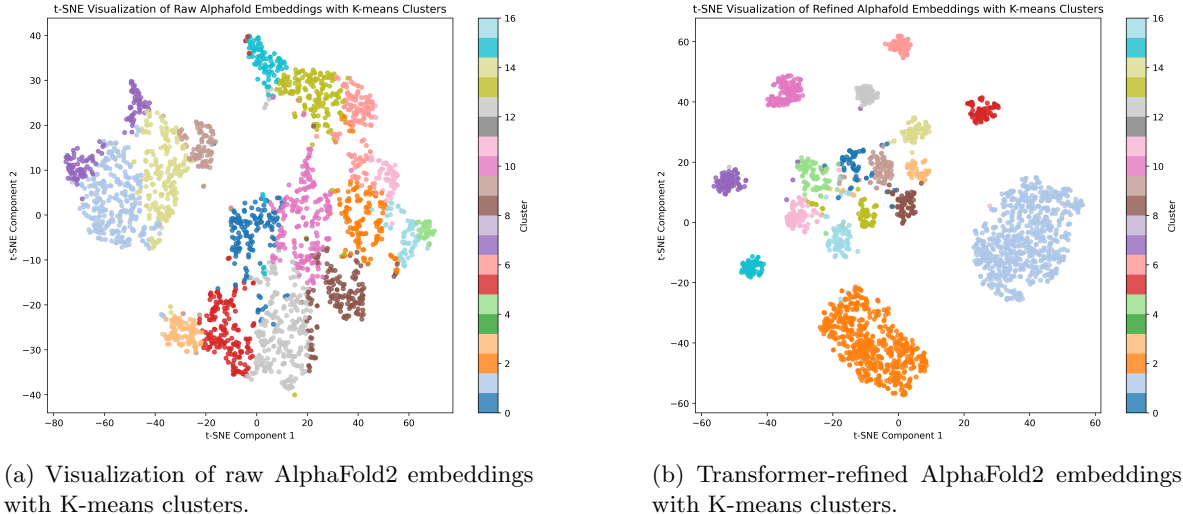 t-SNE Visualization of Raw Alphafold Embeddings with K-means Clusters
40
30
20
10
0
−10
−20
−30
−40
t-SNE Component 2
−80 −60 −40 −20 0 20 40 60
t-SNE Component 1
16
14
12
10
8
6
4
2
0
Cluster
(a) Visualization of raw AlphaFold2 embeddings
with K-means clusters.
t-SNE Visualization of Refined Alphafold Embeddings with K-means Clusters
60
40
20
0
−20
−40
−60
t-SNE Component 2
−60 −40 −20 0 20 40 60
t-SNE Component 1
16
14
12
10
8
6
4
2
0
Cluster
(b) Transformer-refined AlphaFold2 embeddings
with K-means clusters.